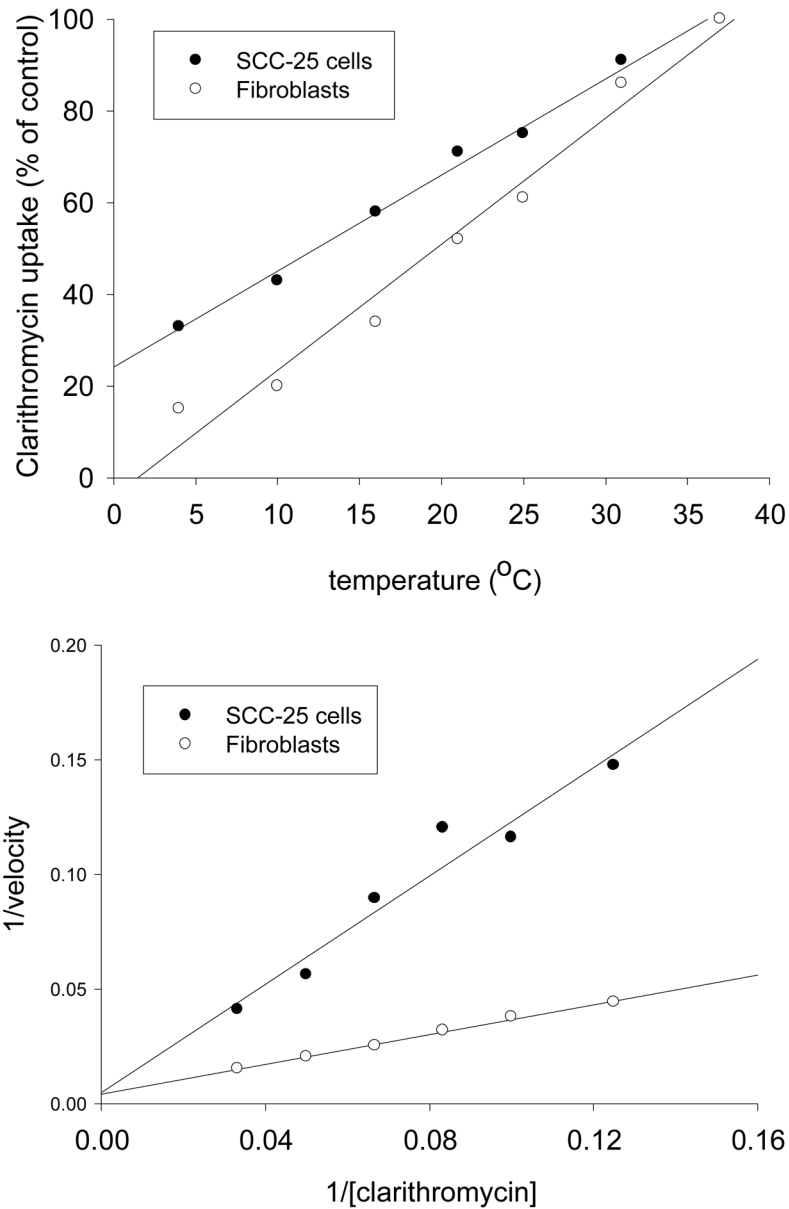 Clarithromycin uptake (% of control)
100
80
60
40
20
0
SCC-25 cells
Fibroblasts
0 5 10 15 20 25 30 35 40
temperature (°C)
1/velocity
0.20
0.15
0.10
0.05
0.00
SCC-25 cells
Fibroblasts
0.00 0.04 0.08 0.12 0.16
1/[clarithromycin]